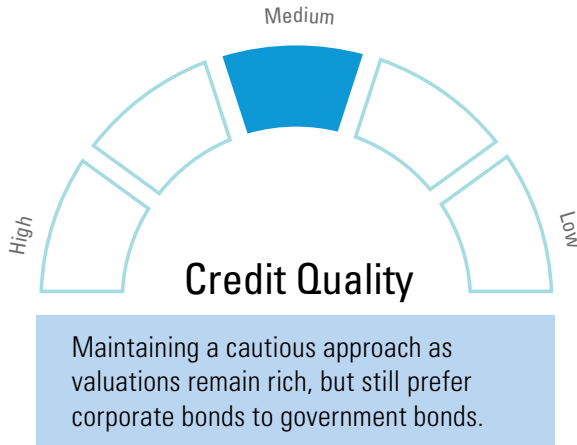 Medium
High
Low
Credit Quality
Maintaining a cautious approach as
valuations remain rich, but still prefer
corporate bonds to government bonds.